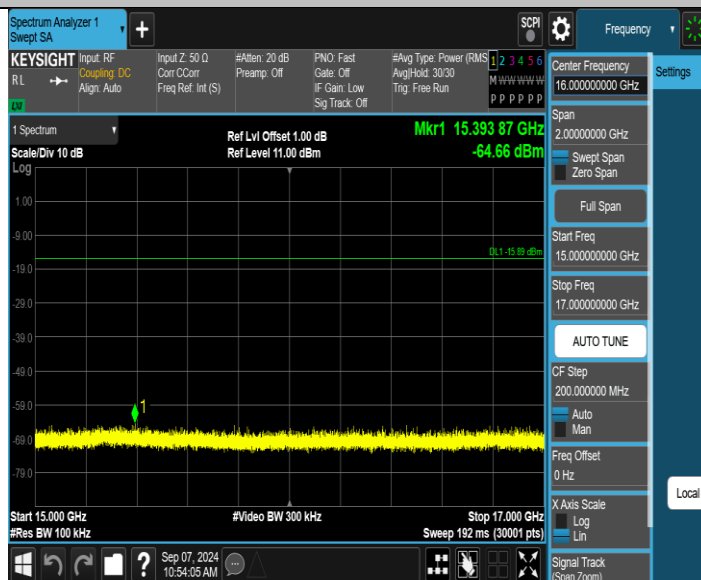 Spectrum Analyzer 1
Swept SA
+
SCPI
Frequency
KEYSIGHT
RL
LXI
Input: RF
Coupling: DC
Align: Auto
Input Z: 50 Ω
Corr CCorr
Freq Ref: Int (S)
#Atten: 20 dB
Preamp: Off
PNO: Fast
Gate: Off
IF Gain: Low
Sig Track: Off
#Avg Type: Power (RMS
Avg|Hold: 30/30
Trig: Free Run
1 2 3 4 5 6
M W W W W W
P P P P P P
1 Spectrum
Scale/Div 10 dB
Log
Ref Lvl Offset 1.00 dB
Ref Level 11.00 dBm
Mkr1 15.393 87 GHz
-64.66 dBm
1.00
-9.00
DL1 -15.89 dBm
-19.0
-29.0
-39.0
-49.0
-59.0
1
-69.0
-79.0
Start 15.000 GHz
#Res BW 100 kHz
#Video BW 300 kHz
Stop 17.000 GHz
Sweep 192 ms (30001 pts)
?
Sep 07, 2024
10:54:05 AM
Center Frequency
16.000000000 GHz
Span
2.00000000 GHz
Swept Span
Zero Span
Full Span
Start Freq
15.000000000 GHz
Stop Freq
17.000000000 GHz
AUTO TUNE
CF Step
200.000000 MHz
Auto
Man
Freq Offset
0 Hz
X Axis Scale
Log
Lin
Signal Track
(Span Zoom)
Settings
Local